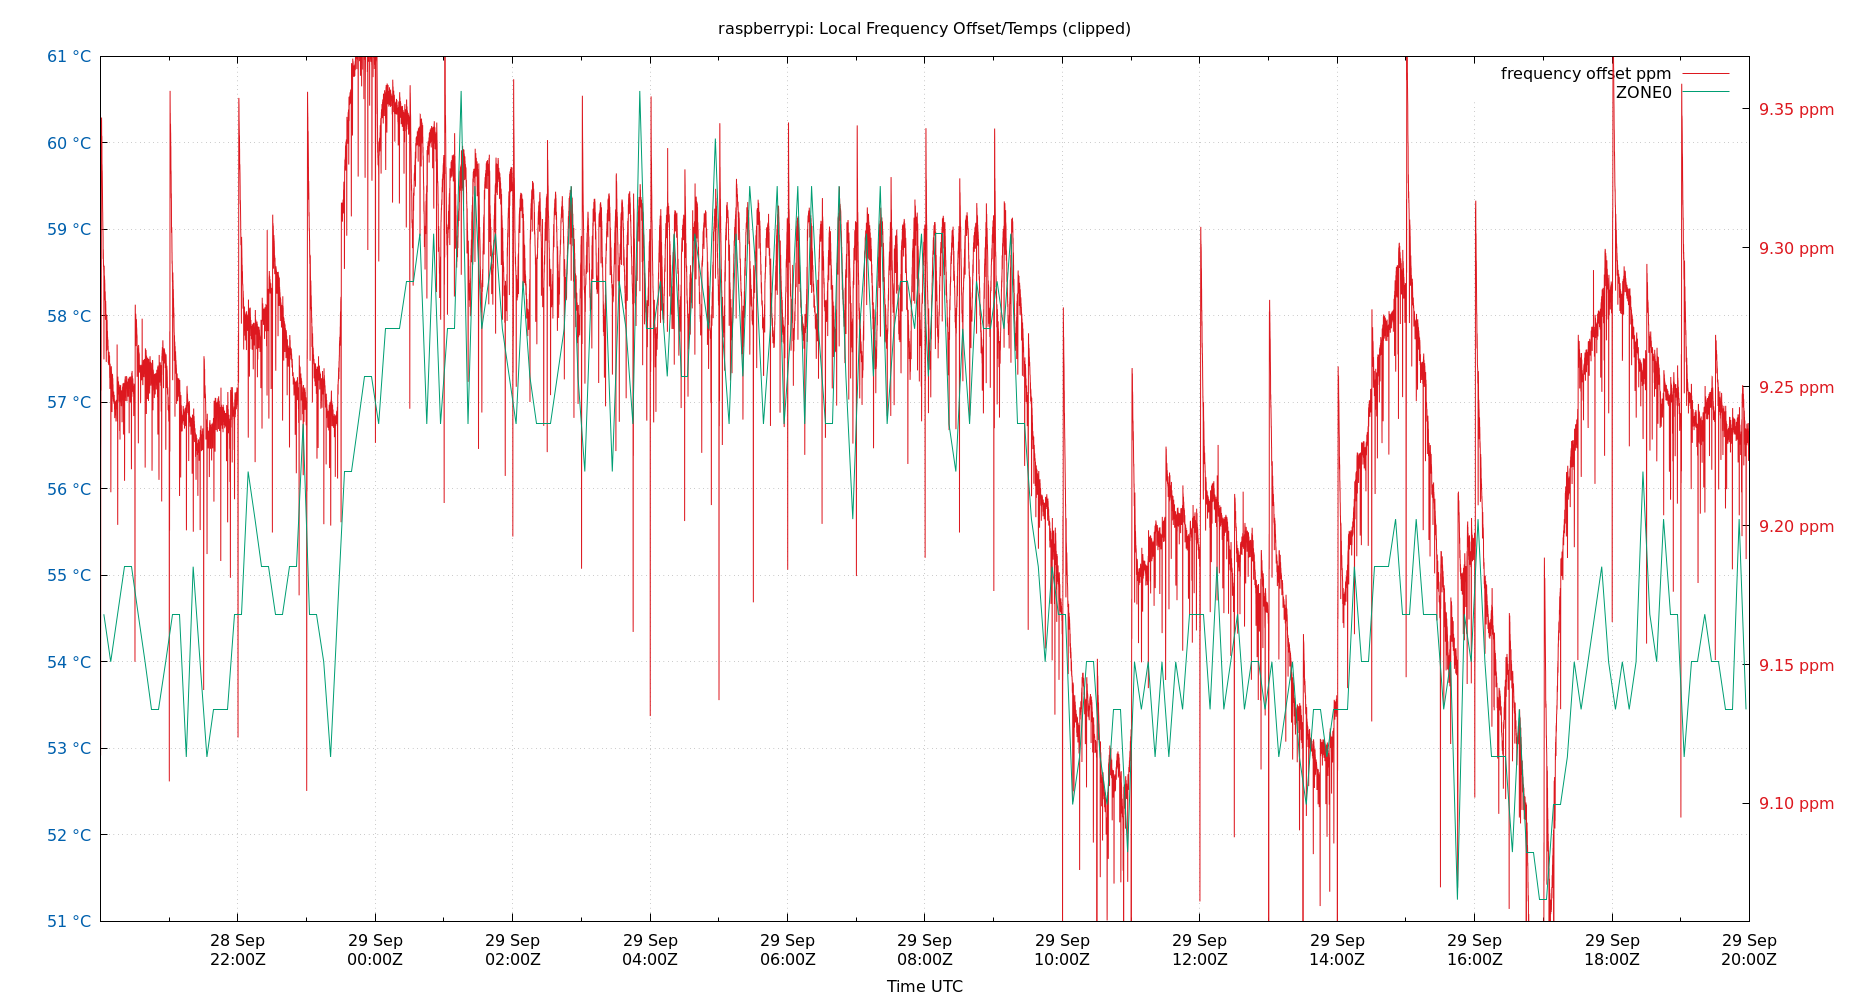 raspberrypi: Local Frequency Offset/Temps (clipped)
61 °C
60 °C
59 °C
58 °C
57 °C
56 °C
55 °C
54 °C
53 °C
52 °C
51 °C
frequency offset ppm
ZONE0
9.35 ppm
9.30 ppm
9.25 ppm
9.20 ppm
9.15 ppm
9.10 ppm
28 Sep
22:00Z
29 Sep
00:00Z
29 Sep
02:00Z
29 Sep
04:00Z
29 Sep
06:00Z
29 Sep
08:00Z
29 Sep
10:00Z
29 Sep
12:00Z
29 Sep
14:00Z
29 Sep
16:00Z
29 Sep
18:00Z
29 Sep
20:00Z
Time UTC